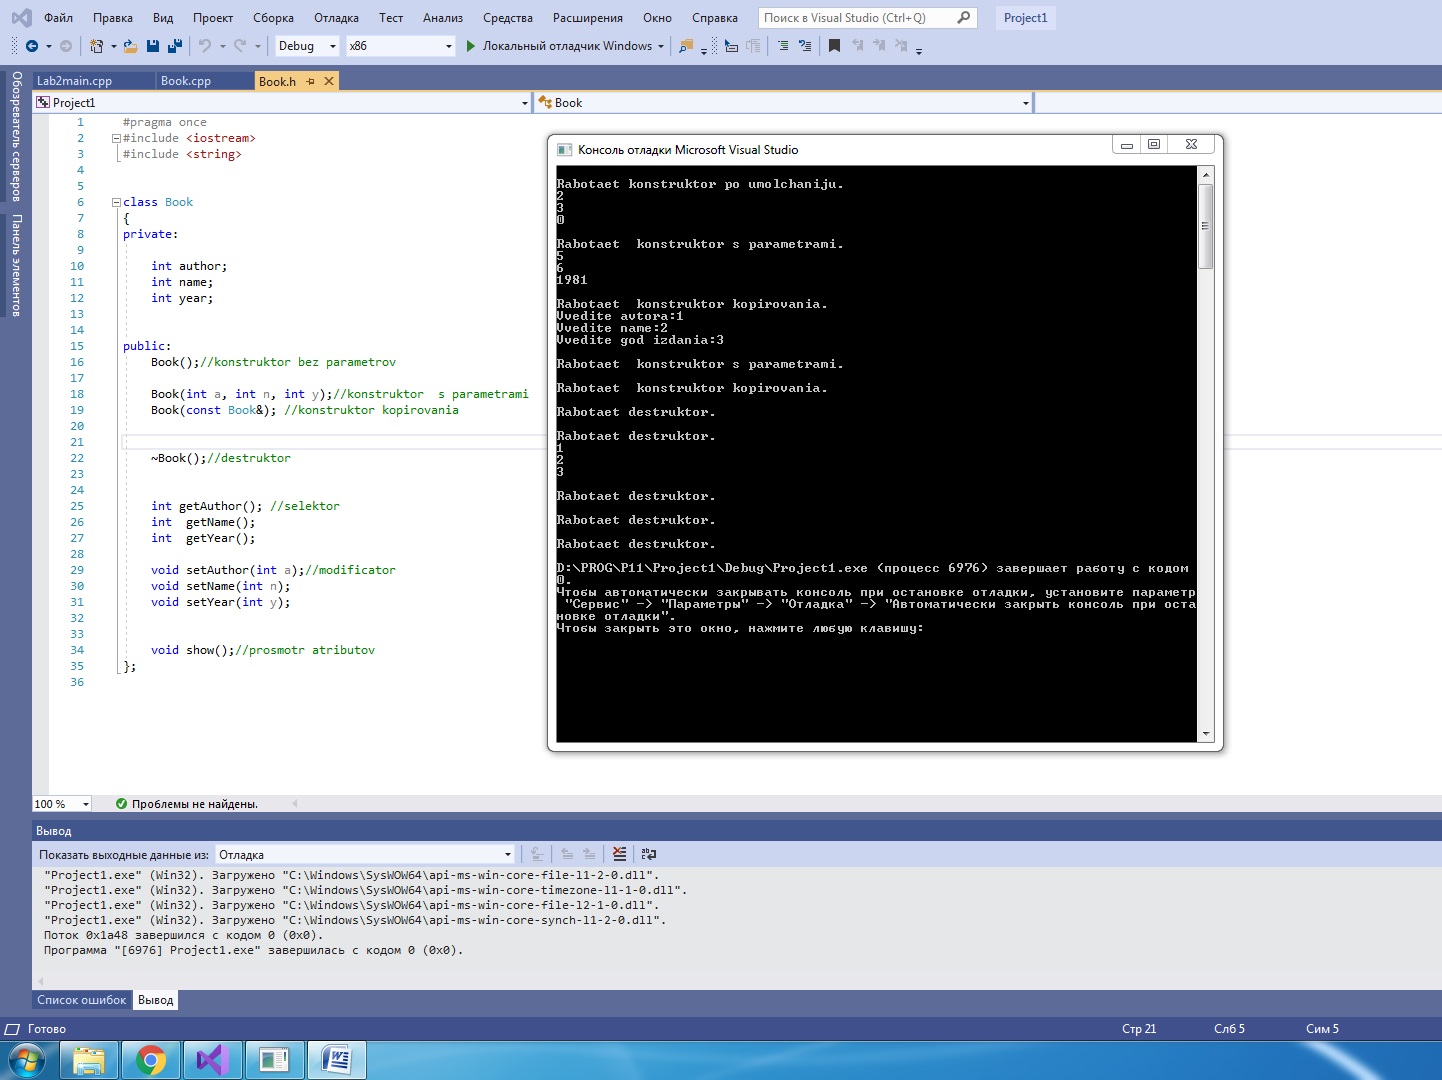 Файл Правка Вид Проект Сборка Отладка Тест Анализ Средства Расширения Окно Справка Поиск в Visual Studio (Ctrl+Q) Project1
Debug x86 Локальный отладчик Windows
Обозреватель серверов
Панель элементов
Lab2main.cpp Book.cpp Book.h
Project1 Book
1 #pragma once
2 #include <iostream>
3 #include <string>
4
5
6 class Book
7 {
8 private:
9
10 int author;
11 int name;
12 int year;
13
14
15 public:
16 Book();//konstruktor bez parametrov
17
18 Book(int a, int n, int y);//konstruktor  s parametrami
19 Book(const Book&); //konstruktor kopirovania
20
21
22 ~Book();//destruktor
23
24
25 int getAuthor(); //selektor
26 int  getName();
27 int  getYear();
28
29 void setAuthor(int a);//modificator
30 void setName(int n);
31 void setYear(int y);
32
33
34 void show();//prosmotr atributov
35 };
36
Консоль отладки Microsoft Visual Studio
Rabotaet konstruktor po umolchaniju.
2
3
0
Rabotaet  konstruktor s parametrami.
5
6
1981
Rabotaet  konstruktor kopirovania.
Vvedite avtora:1
Vvedite name:2
Vvedite god izdania:3
Rabotaet  konstruktor s parametrami.
Rabotaet  konstruktor kopirovania.
Rabotaet destruktor.
Rabotaet destruktor.
1
2
3
Rabotaet destruktor.
Rabotaet destruktor.
Rabotaet destruktor.
D:\PROG\P11\Project1\Debug\Project1.exe (процесс 6976) завершает работу с кодом
0.
Чтобы автоматически закрывать консоль при остановке отладки, установите параметр
"Сервис" -> "Параметры" -> "Отладка" -> "Автоматически закрыть консоль при оста
новке отладки".
Чтобы закрыть это окно, нажмите любую клавишу:
100 % Проблемы не найдены.
Вывод
Показать выходные данные из: Отладка
"Project1.exe" (Win32). Загружено "C:\Windows\SysWOW64\api-ms-win-core-file-l1-2-0.dll".
"Project1.exe" (Win32). Загружено "C:\Windows\SysWOW64\api-ms-win-core-timezone-l1-1-0.dll".
"Project1.exe" (Win32). Загружено "C:\Windows\SysWOW64\api-ms-win-core-file-l2-1-0.dll".
"Project1.exe" (Win32). Загружено "C:\Windows\SysWOW64\api-ms-win-core-synch-l1-2-0.dll".
Поток 0x1a48 завершился с кодом 0 (0x0).
Программа "[6976] Project1.exe" завершилась с кодом 0 (0x0).
Список ошибок Вывод
Готово Стр 21 Слб 5 Сим 5